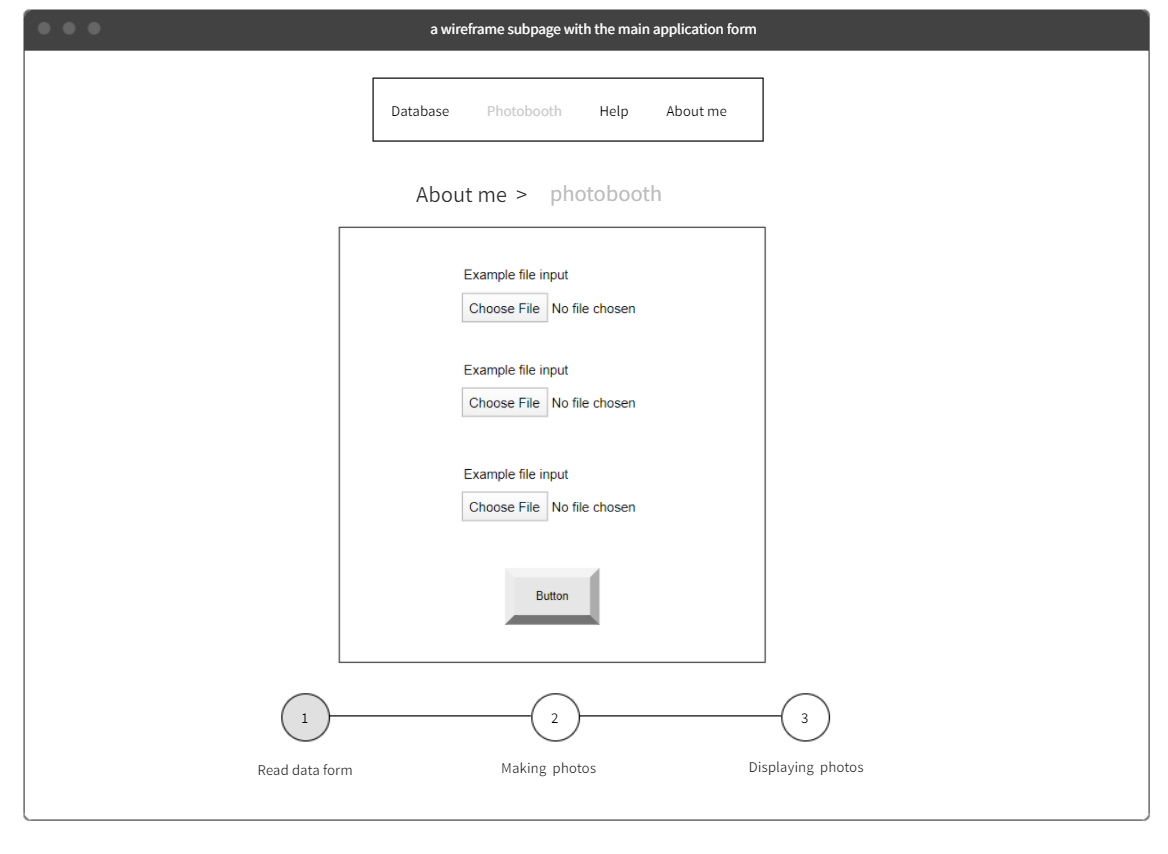 a wireframe subpage with the main application form
Database Photobooth Help About me
About me > photobooth
Example file input
Choose File No file chosen
Example file input
Choose File No file chosen
Example file input
Choose File No file chosen
Button
1 2 3
Read data form Making photos Displaying photos